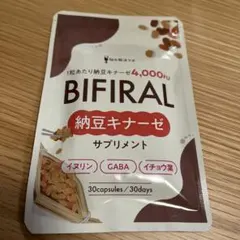 1粒あたり納豆キナーゼ4,000FU
BIFIRAL
納豆キナーゼ
サプリメント
イヌリン
GABA
イチョウ葉
30capsules / 30days